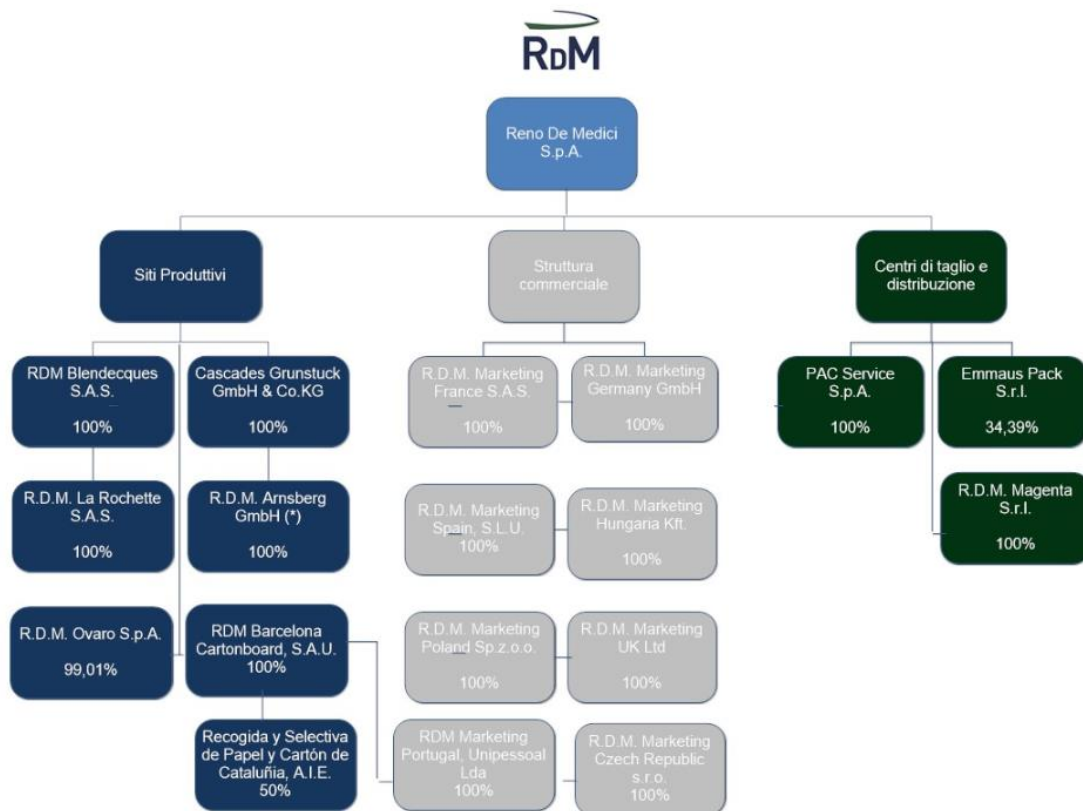 RDM
Reno De Medici
S.p.A.
Siti Produttivi
Struttura
commerciale
Centri di taglio e
distribuzione
RDM Blendecques
S.A.S.
100%
Cascades Grunstuck
GmbH & Co.KG
100%
R.D.M. Marketing
France S.A.S.
100%
R.D.M. Marketing
Germany GmbH
100%
PAC Service
S.p.A.
100%
Emmaus Pack
S.r.l.
34,39%
R.D.M. La Rochette
S.A.S.
100%
R.D.M. Arnsberg
GmbH (*)
100%
R.D.M. Marketing
Spain, S.L.U.
100%
R.D.M. Marketing
Hungaria Kft.
100%
R.D.M. Magenta
S.r.l.
100%
R.D.M. Ovaro S.p.A.
99,01%
RDM Barcelona
Cartonboard, S.A.U.
100%
R.D.M. Marketing
Poland Sp.z.o.o.
100%
R.D.M. Marketing
UK Ltd
100%
Recogida y Selectiva
de Papel y Cartón de
Cataluñia, A.I.E.
50%
RDM Marketing
Portugal, Unipessoal
Lda
100%
R.D.M. Marketing
Czech Republic
s.r.o.
100%